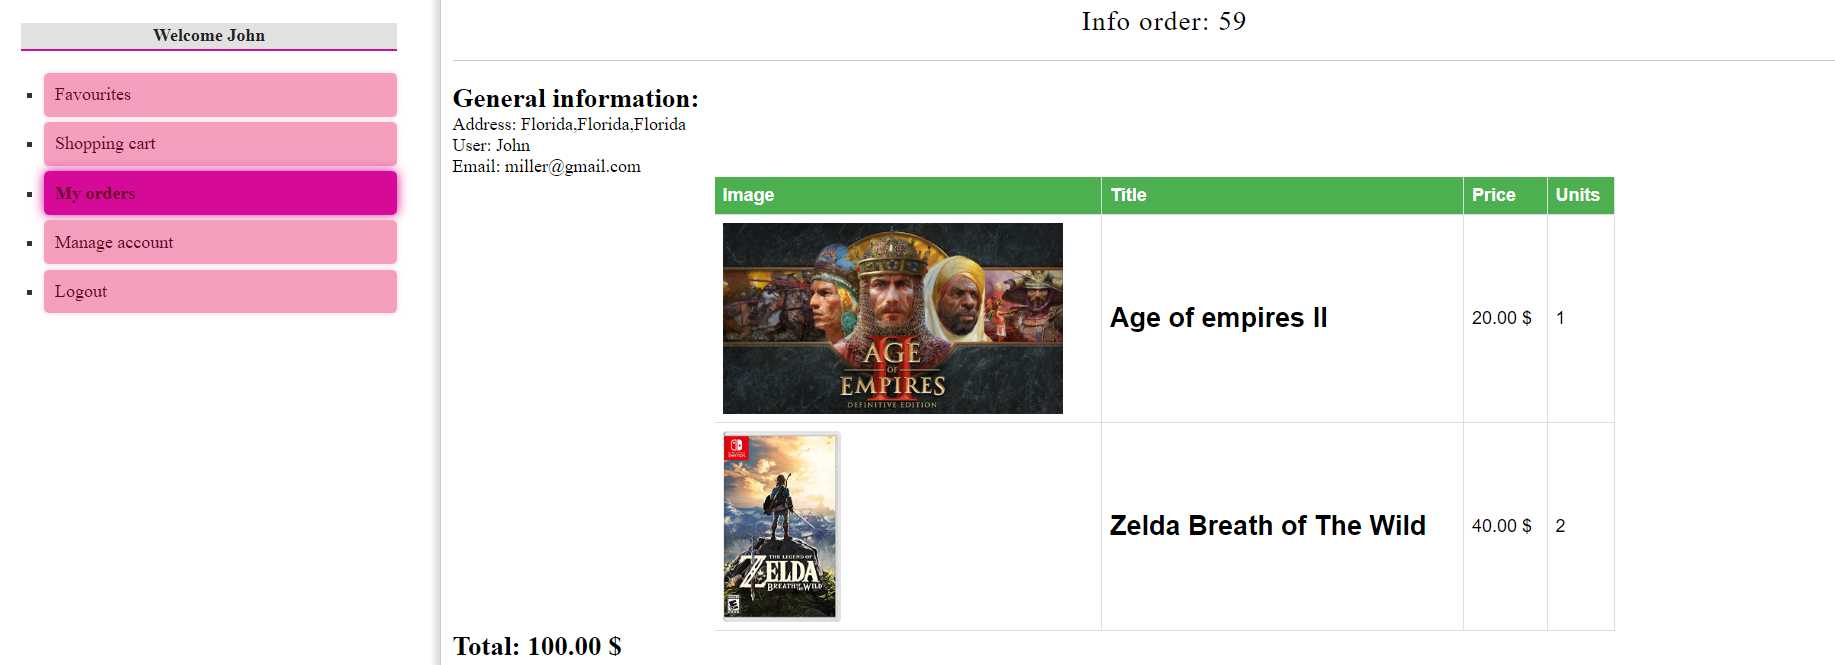 Welcome John
Favourites
Shopping cart
My orders
Manage account
Logout
Info order: 59
General information:
Address: Florida,Florida,Florida
User: John
Email: miller@gmail.com
Image Title Price Units
AGE
OF
EMPIRES
II
DEFINITIVE EDITION
Age of empires II 20.00 $ 1
SWITCH
THE LEGEND OF
ZELDA
BREATH OF THE WILD
Zelda Breath of The Wild 40.00 $ 2
Total: 100.00 $